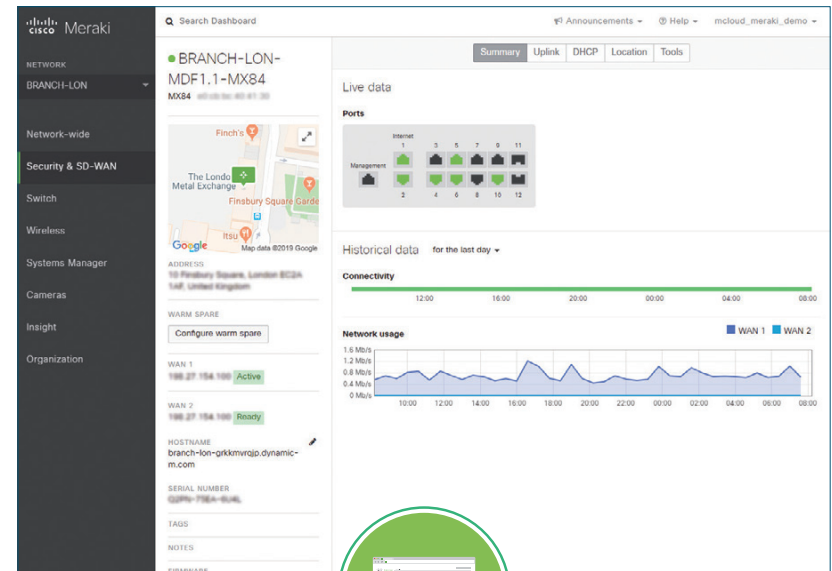 cisco Meraki
Search Dashboard
Announcements
Help
mcloud_meraki_demo
NETWORK
BRANCH-LON
Network-wide
Security & SD-WAN
Switch
Wireless
Systems Manager
Cameras
Insight
Organization
BRANCH-LON-
MDF1.1-MX84
MX84
Finch's
The Londo
Metal Exchange
Finsbury Square Garde
Itsu
Google
Map data ©2019 Google
ADDRESS
10 Finsbury Square, London EC2A
1AF, United Kingdom
WARM SPARE
Configure warm spare
WAN 1
Active
WAN 2
Ready
HOSTNAME
branch-lon-grkkmvrqjp.dynamic-
m.com
SERIAL NUMBER
TAGS
NOTES
Summary Uplink DHCP Location Tools
Live data
Ports
Internet
1 3 5 7 9 11
Management
2 4 6 8 10 12
Historical data for the last day
Connectivity
12:00 16:00 20:00 00:00 04:00 08:00
Network usage
WAN 1 WAN 2
1.6 Mb/s
1.2 Mb/s
0.8 Mb/s
0.4 Mb/s
0 Mb/s
10:00 12:00 14:00 16:00 18:00 20:00 22:00 00:00 02:00 04:00 06:00 08:00